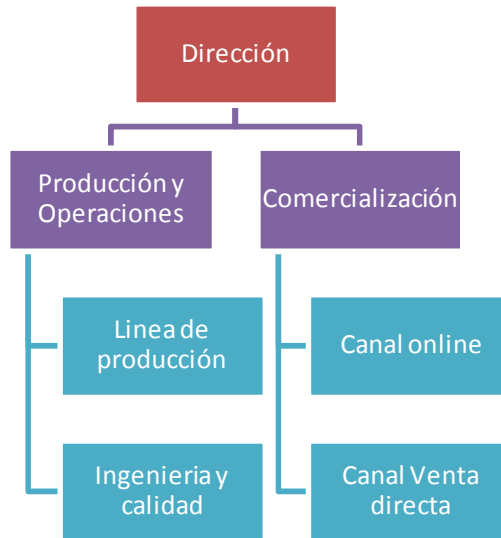 Dirección
Producción y
Operaciones
Comercialización
Linea de
producción
Canal online
Ingenieria y
calidad
Canal Venta
directa